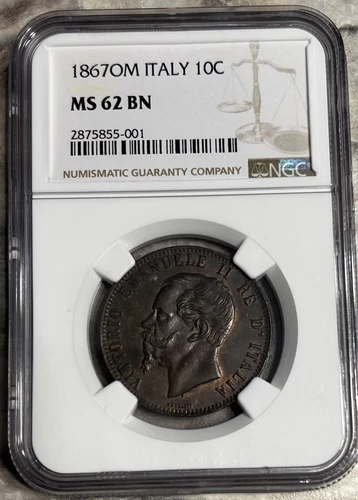 1867OM ITALY 10C
MS 62 BN
2875855-001
NUMISMATIC GUARANTY COMPANY
NGC
VITTORIO EMANUELE II RE D'ITALIA